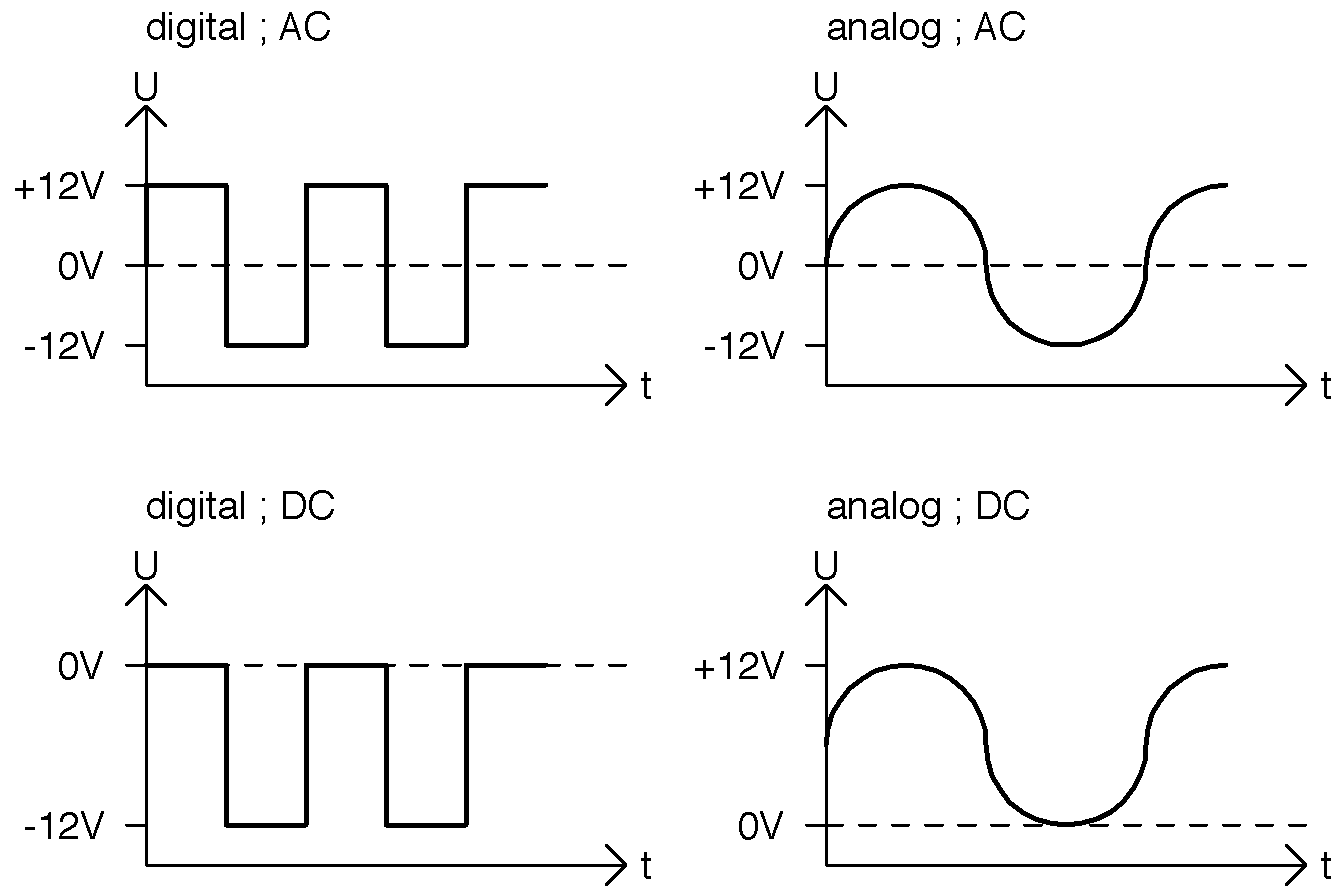 digital ; AC
U
+12V
0V
-12V
t
analog ; AC
U
+12V
0V
-12V
t
digital ; DC
U
0V
-12V
t
analog ; DC
U
+12V
0V
t